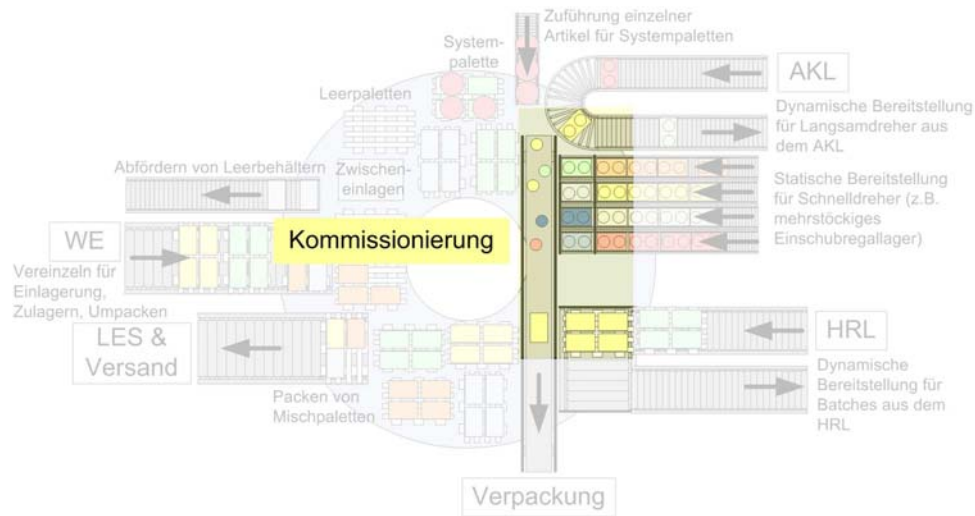 Zuführung einzelner
Artikel für Systempaletten
System-
palette
AKL
Leerpaletten
Dynamische Bereitstellung
für Langsamdreher aus
dem AKL
Abfördern von Leerbehältern
Zwischen-
einlagen
Statische Bereitstellung
für Schnelldreher (z.B.
mehrstöckiges
Einschubregallager)
WE
Kommissionierung
Vereinzeln für
Einlagerung,
Zulagern, Umpacken
LES &
Versand
HRL
Packen von
Mischpaletten
Dynamische
Bereitstellung für
Batches aus dem
HRL
Verpackung